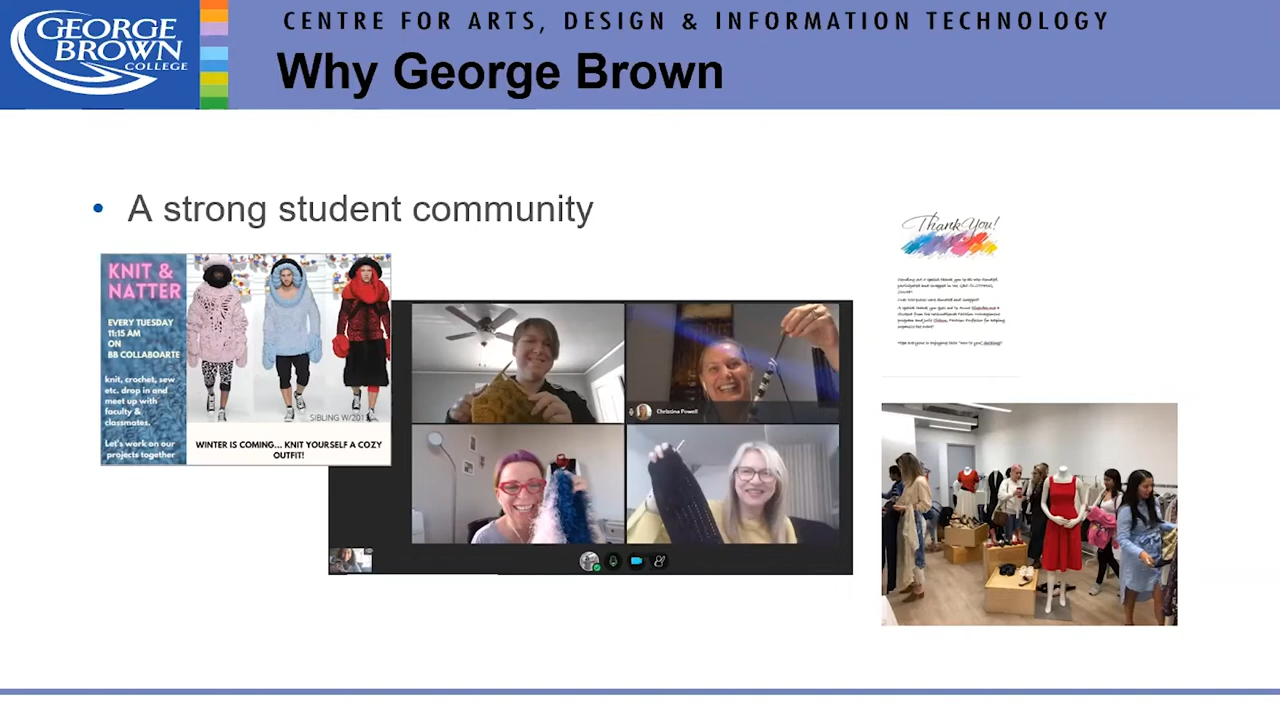 GEORGE
BROWN
COLLEGE
CENTRE FOR ARTS, DESIGN & INFORMATION TECHNOLOGY
Why George Brown
• A strong student community
KNIT &
NATTER
EVERY TUESDAY
11:15 AM
ON
BB COLLABOARTE
knit, crochet, sew
etc. drop in and
meet up with
faculty &
classmates.
Let's work on our
projects together
SIBLING W/201
WINTER IS COMING... KNIT YOURSELF A COZY
OUTFIT!
Christina Powell
Thank You!